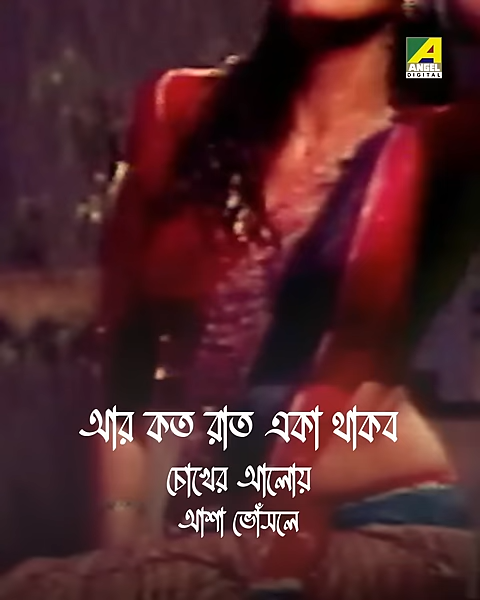 ANGEL
DIGITAL
আর কত রাত একা থাকব
চোখের আলোয়
আশা ভোঁসলে